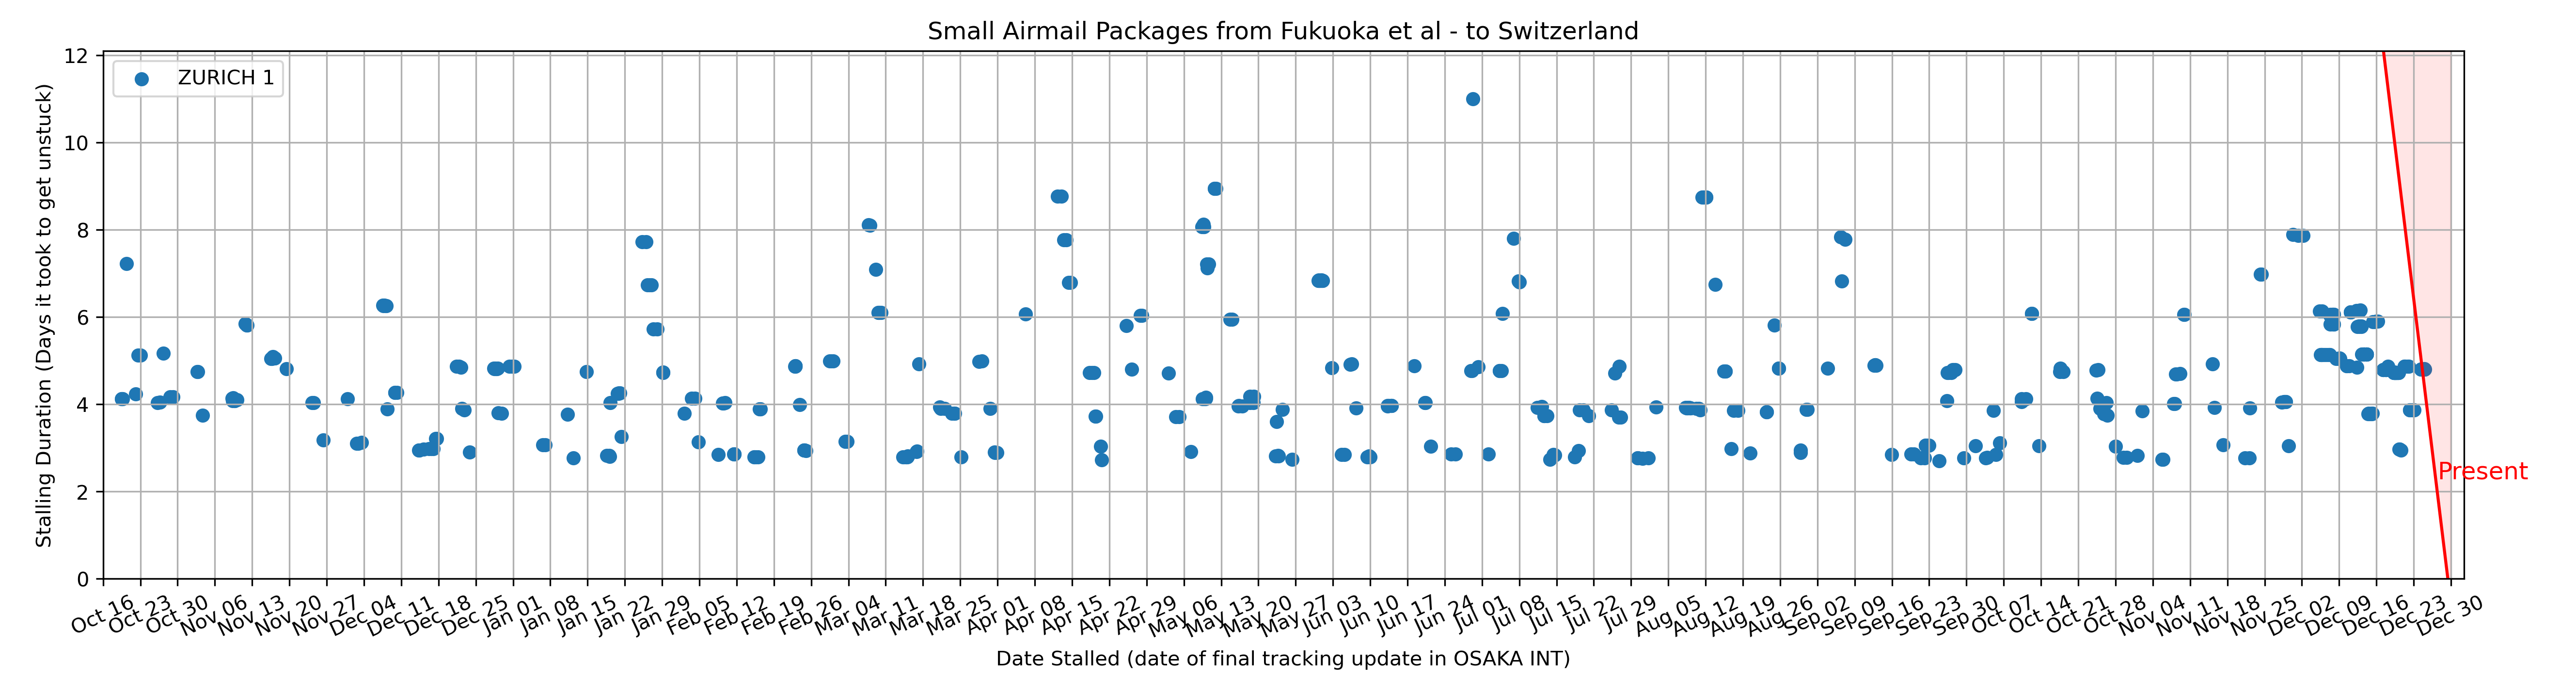 Small Airmail Packages from Fukuoka et al - to Switzerland
ZURICH 1
Stalling Duration (Days it took to get unstuck)
12
10
8
6
4
2
0
Present
Oct 16
Oct 23
Oct 30
Nov 06
Nov 13
Nov 20
Nov 27
Dec 04
Dec 11
Dec 18
Dec 25
Jan 01
Jan 08
Jan 15
Jan 22
Jan 29
Feb 05
Feb 12
Feb 19
Feb 26
Mar 04
Mar 11
Mar 18
Mar 25
Apr 01
Apr 08
Apr 15
Apr 22
Apr 29
May 06
May 13
May 20
May 27
Jun 03
Jun 10
Jun 17
Jun 24
Jul 01
Jul 08
Jul 15
Jul 22
Jul 29
Aug 05
Aug 12
Aug 19
Aug 26
Sep 02
Sep 09
Sep 16
Sep 23
Sep 30
Oct 07
Oct 14
Oct 21
Oct 28
Nov 04
Nov 11
Nov 18
Nov 25
Dec 02
Dec 09
Dec 16
Dec 23
Dec 30
Date Stalled (date of final tracking update in OSAKA INT)